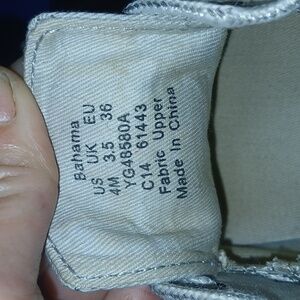 Bahama
US UK EU
4M 3.5 36
YG48580A
C14 61443
Fabric Upper
Made In China